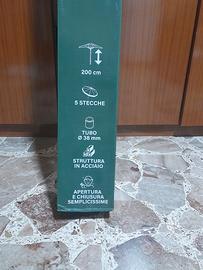 200 cm
5 STECCHE
TUBO
Ø 38 mm
STRUTTURA
IN ACCIAIO
APERTURA
E CHIUSURA
SEMPLICISSIME